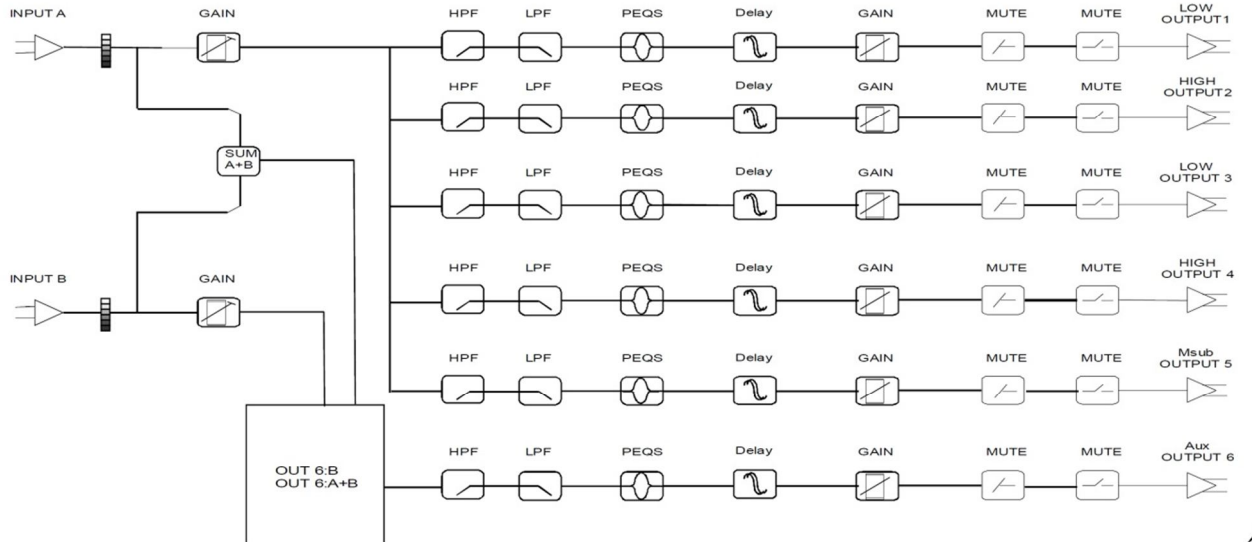 INPUT A
GAIN
HPF LPF PEQS Delay GAIN MUTE MUTE LOW
OUTPUT1
HPF LPF PEQS Delay GAIN MUTE MUTE HIGH
OUTPUT2
SUM
A+B
HPF LPF PEQS Delay GAIN MUTE MUTE LOW
OUTPUT 3
INPUT B
GAIN
HPF LPF PEQS Delay GAIN MUTE MUTE HIGH
OUTPUT 4
HPF LPF PEQS Delay GAIN MUTE MUTE Msub
OUTPUT 5
OUT 6:B
OUT 6:A+B
HPF LPF PEQS Delay GAIN MUTE MUTE Aux
OUTPUT 6